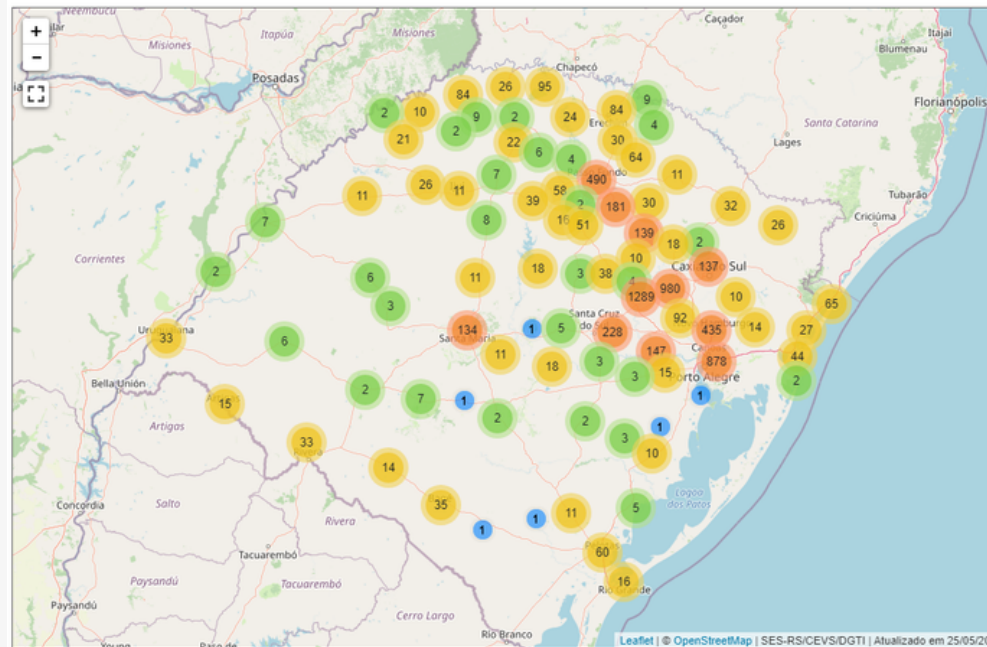 Nueva Alemania
Caçador
Misiones
Itapúa
Misiones
Itajaí
Blumenau
+
−
Chapecó
Posadas
84
26
95
2
10
9
2
24
84
9
4
Florianópolis
Santa Catarina
21
2
22
30
Lages
6
4
64
7
490
11
11
26
11
58
39
2
181
30
32
Tubarão
7
8
16
51
139
26
Criciúma
Corrientes
2
10
18
2
6
11
18
3
38
4
137
Caxias do Sul
3
1289
980
10
65
33
134
1
5
Santa Cruz
do Sul
228
92
435
14
27
6
Santa Maria
11
147
44
Bella Unión
18
3
3
15
878
2
Porto Alegre
15
2
7
1
1
Artigas
2
2
1
3
33
Rivera
10
14
Concordia
Salto
35
Lagoa
dos Patos
Rivera
1
1
11
5
Tacuarembó
60
Paysandú
Tacuarembó
16
Rio Grande
Paysandú
Cerro Largo
Río Branco
Leaflet | © OpenStreetMap | SES-RS/CEVS/DGTI | Atualizado em 25/05/20